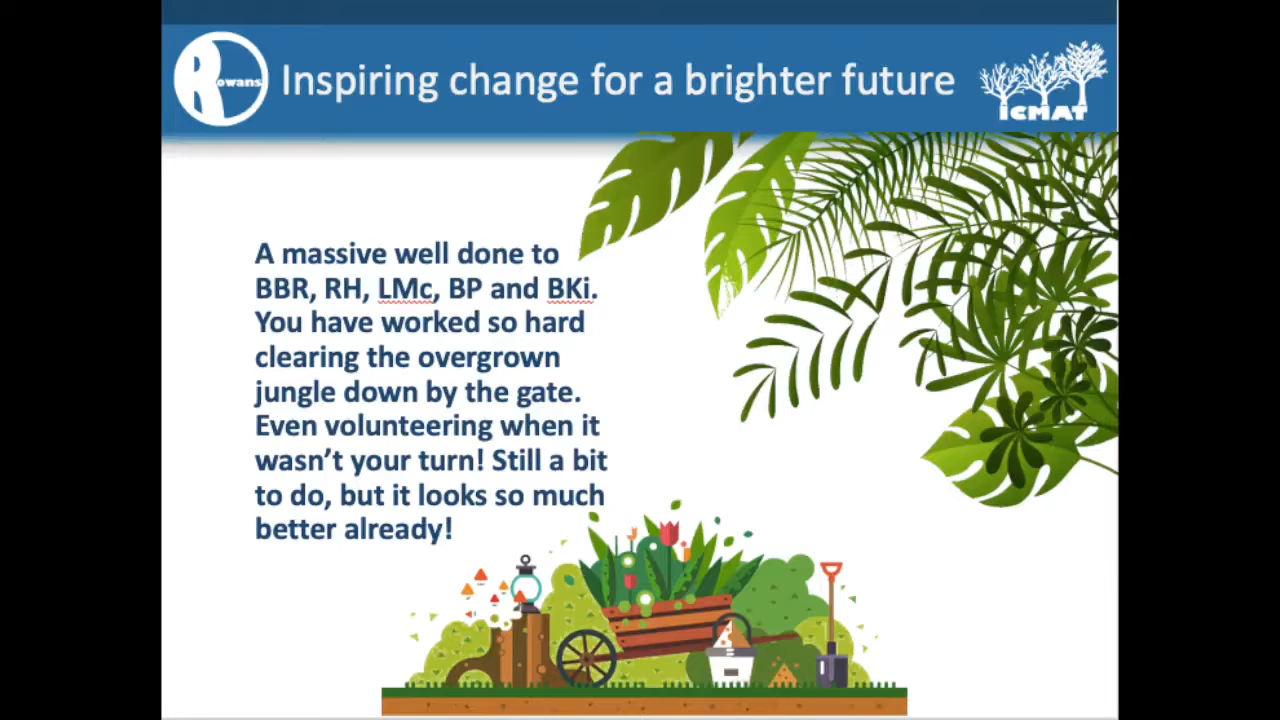 Rowans
Inspiring change for a brighter future
ICMAT
A massive well done to
BBR, RH, LMc, BP and BKi.
You have worked so hard
clearing the overgrown
jungle down by the gate.
Even volunteering when it
wasn’t your turn! Still a bit
to do, but it looks so much
better already!